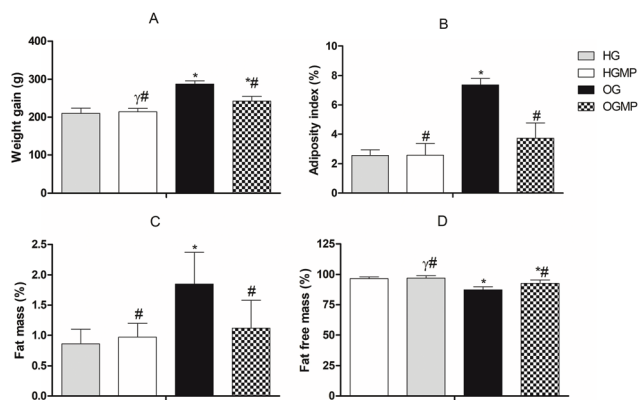 A
Weight gain (g)
400
300
200
100
0
γ#
*
*#
B
Adiposity index (%)
10
8
6
4
2
0
#
*
#
HG
HGMP
OG
OGMP
C
Fat mass (%)
2.5
2.0
1.5
1.0
0.5
0.0
#
*
#
D
Fat free mass (%)
125
100
75
50
25
0
γ#
*
*#